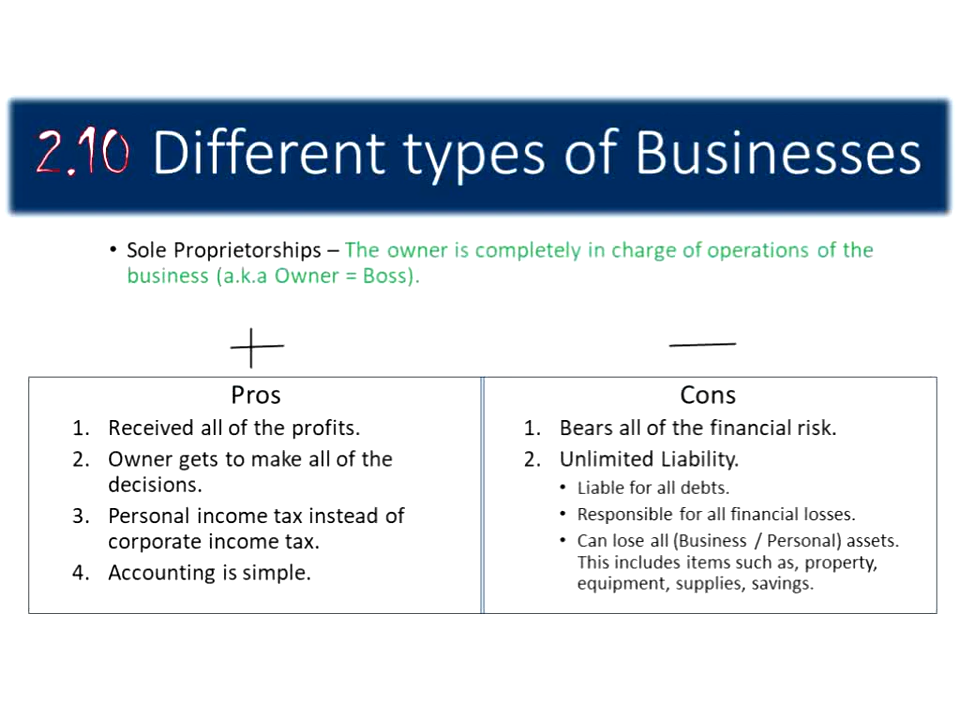 2.10 Different types of Businesses
• Sole Proprietorships – The owner is completely in charge of operations of the
business (a.k.a Owner = Boss).
+ —
Pros
1. Received all of the profits.
2. Owner gets to make all of the
decisions.
3. Personal income tax instead of
corporate income tax.
4. Accounting is simple.
Cons
1. Bears all of the financial risk.
2. Unlimited Liability.
• Liable for all debts.
• Responsible for all financial losses.
• Can lose all (Business / Personal) assets.
This includes items such as, property,
equipment, supplies, savings.